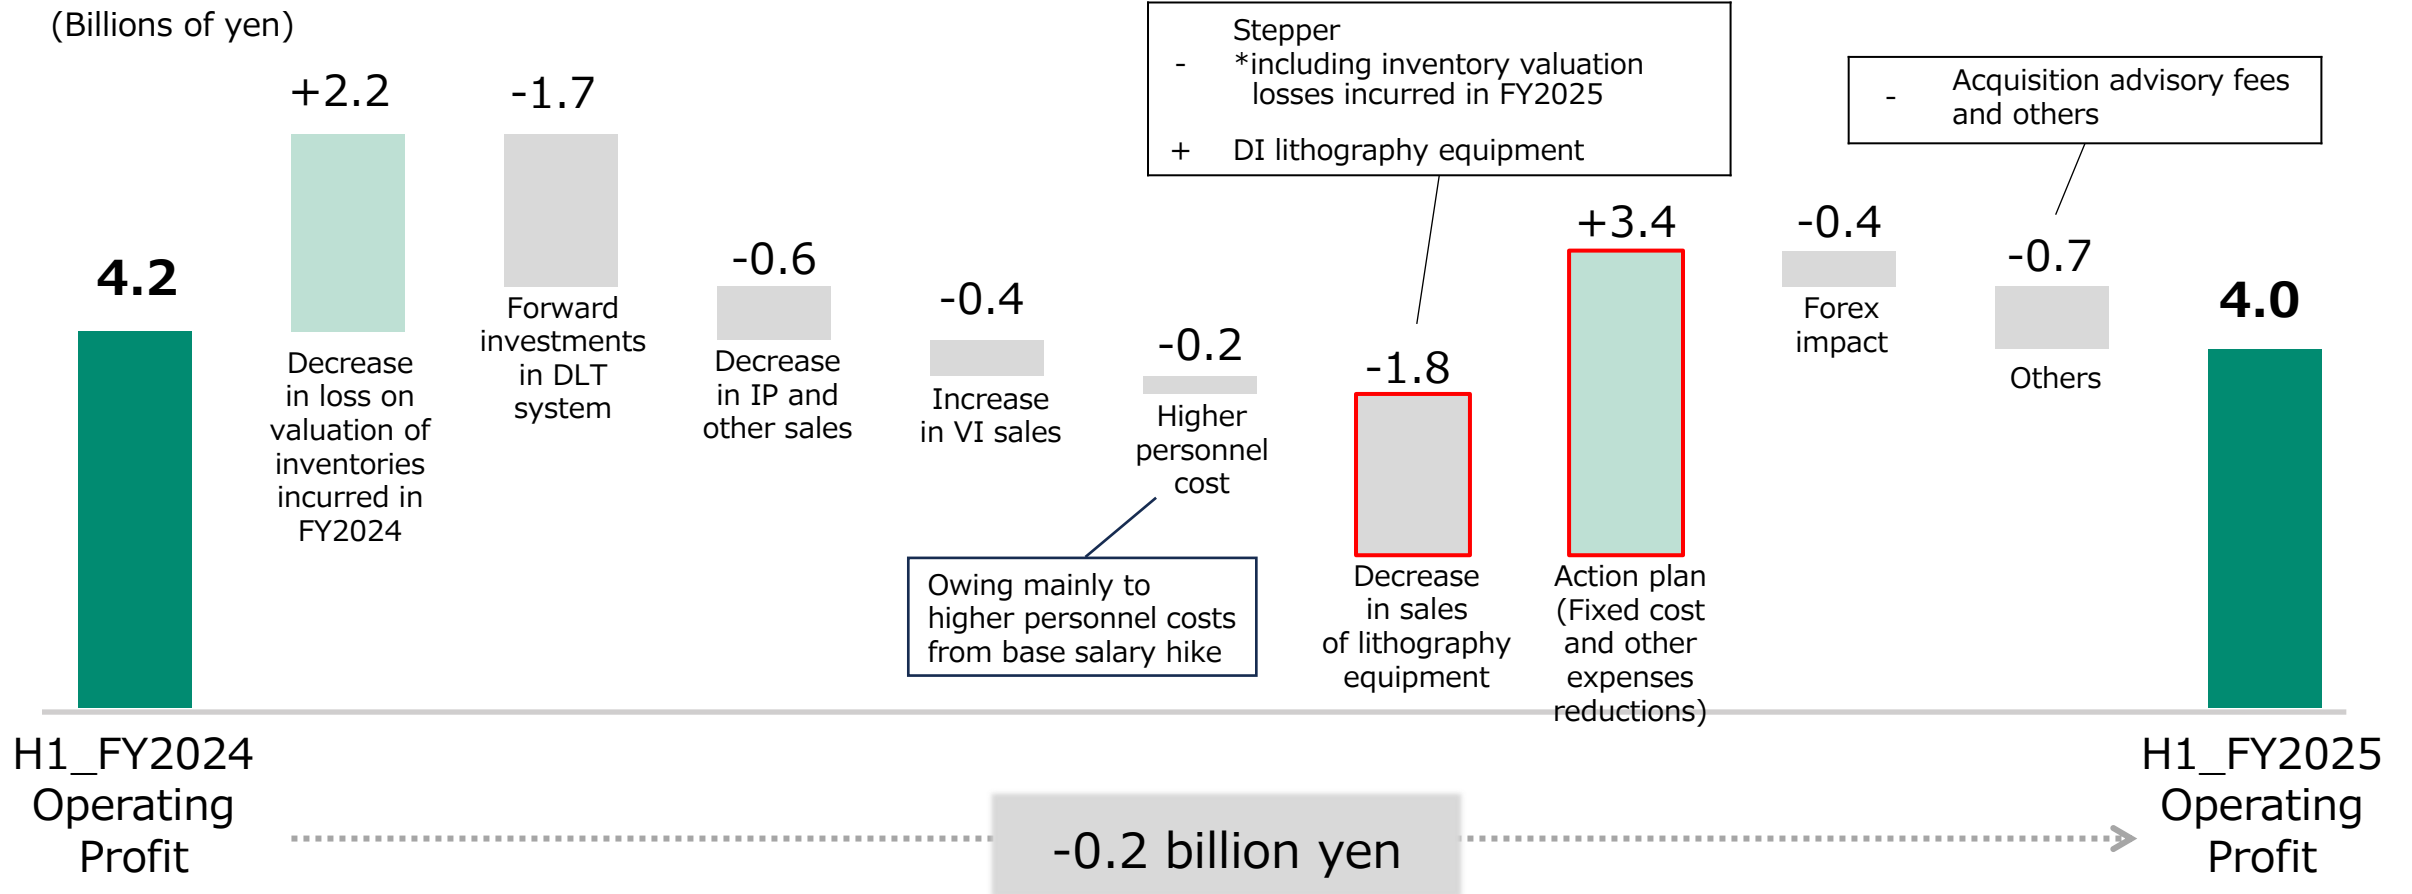 (Billions of yen)
4.2
+2.2
Decrease
in loss on
valuation of
inventories
incurred in
FY2024
-1.7
Forward
investments
in DLT
system
-0.6
Decrease
in IP and
other sales
-0.4
Increase
in VI sales
-0.2
Higher
personnel
cost
Owing mainly to
higher personnel costs
from base salary hike
Stepper
- *including inventory valuation
losses incurred in FY2025
+ DI lithography equipment
-1.8
Decrease
in sales
of lithography
equipment
+3.4
Action plan
(Fixed cost
and other
expenses
reductions)
-0.4
Forex
impact
- Acquisition advisory fees
and others
-0.7
Others
4.0
H1_FY2024
Operating
Profit
-0.2 billion yen
H1_FY2025
Operating
Profit